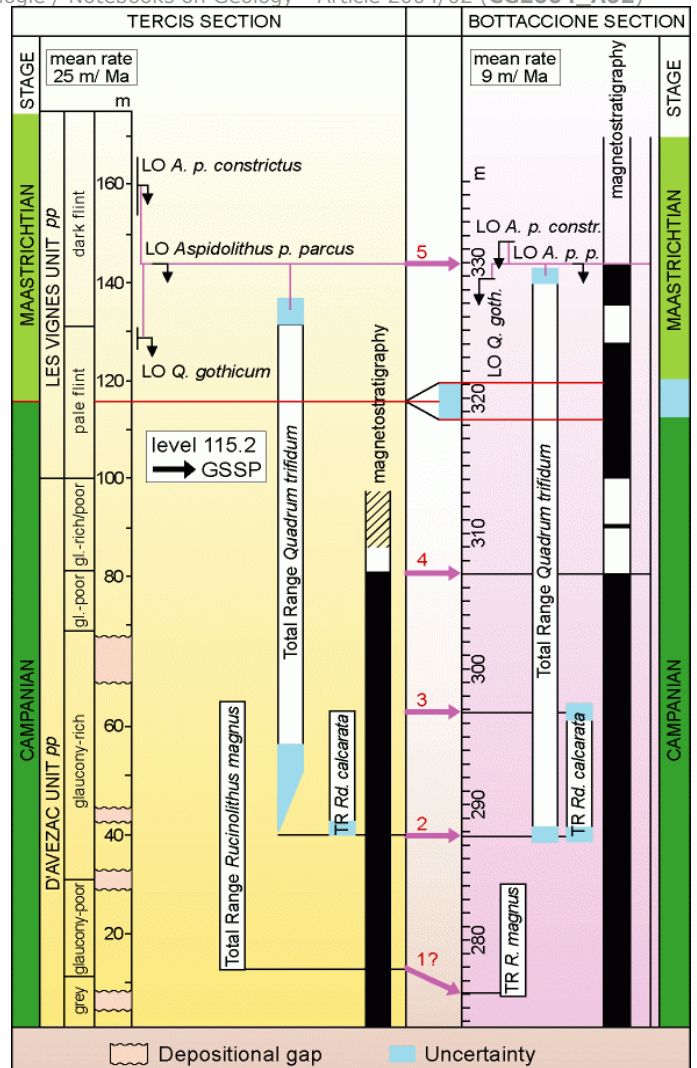 TERCIS SECTION
BOTTACCIONE SECTION
STAGE
mean rate
25 m/ Ma
m
mean rate
9 m/ Ma
magnetostratigraphy
STAGE
MAASTRICHTIAN
CAMPANIAN
LES VIGNES UNIT pp
D'AVEZAC UNIT pp
dark flint
pale flint
gl.-rich/poor
gl.-poor
glaucony-rich
glaucony-poor
grey
160
140
120
100
80
60
40
20
10
LO A. p. constrictus
LO Aspidolithus p. parcus
LO Q. gothicum
level 115.2
GSSP
Total Range Quadrum trifidum
magnetostratigraphy
Total Range Rucinolithus magnus
TR Rd. calcarata
5
4
3
2
1?
m
330
320
310
300
290
280
LO A. p. constr.
LO A. p. p.
LO Q. goth.
Total Range Quadrum trifidum
TR Rd. calcarata
TR R. magnus
MAASTRICHTIAN
CAMPANIAN
Depositional gap
Uncertainty